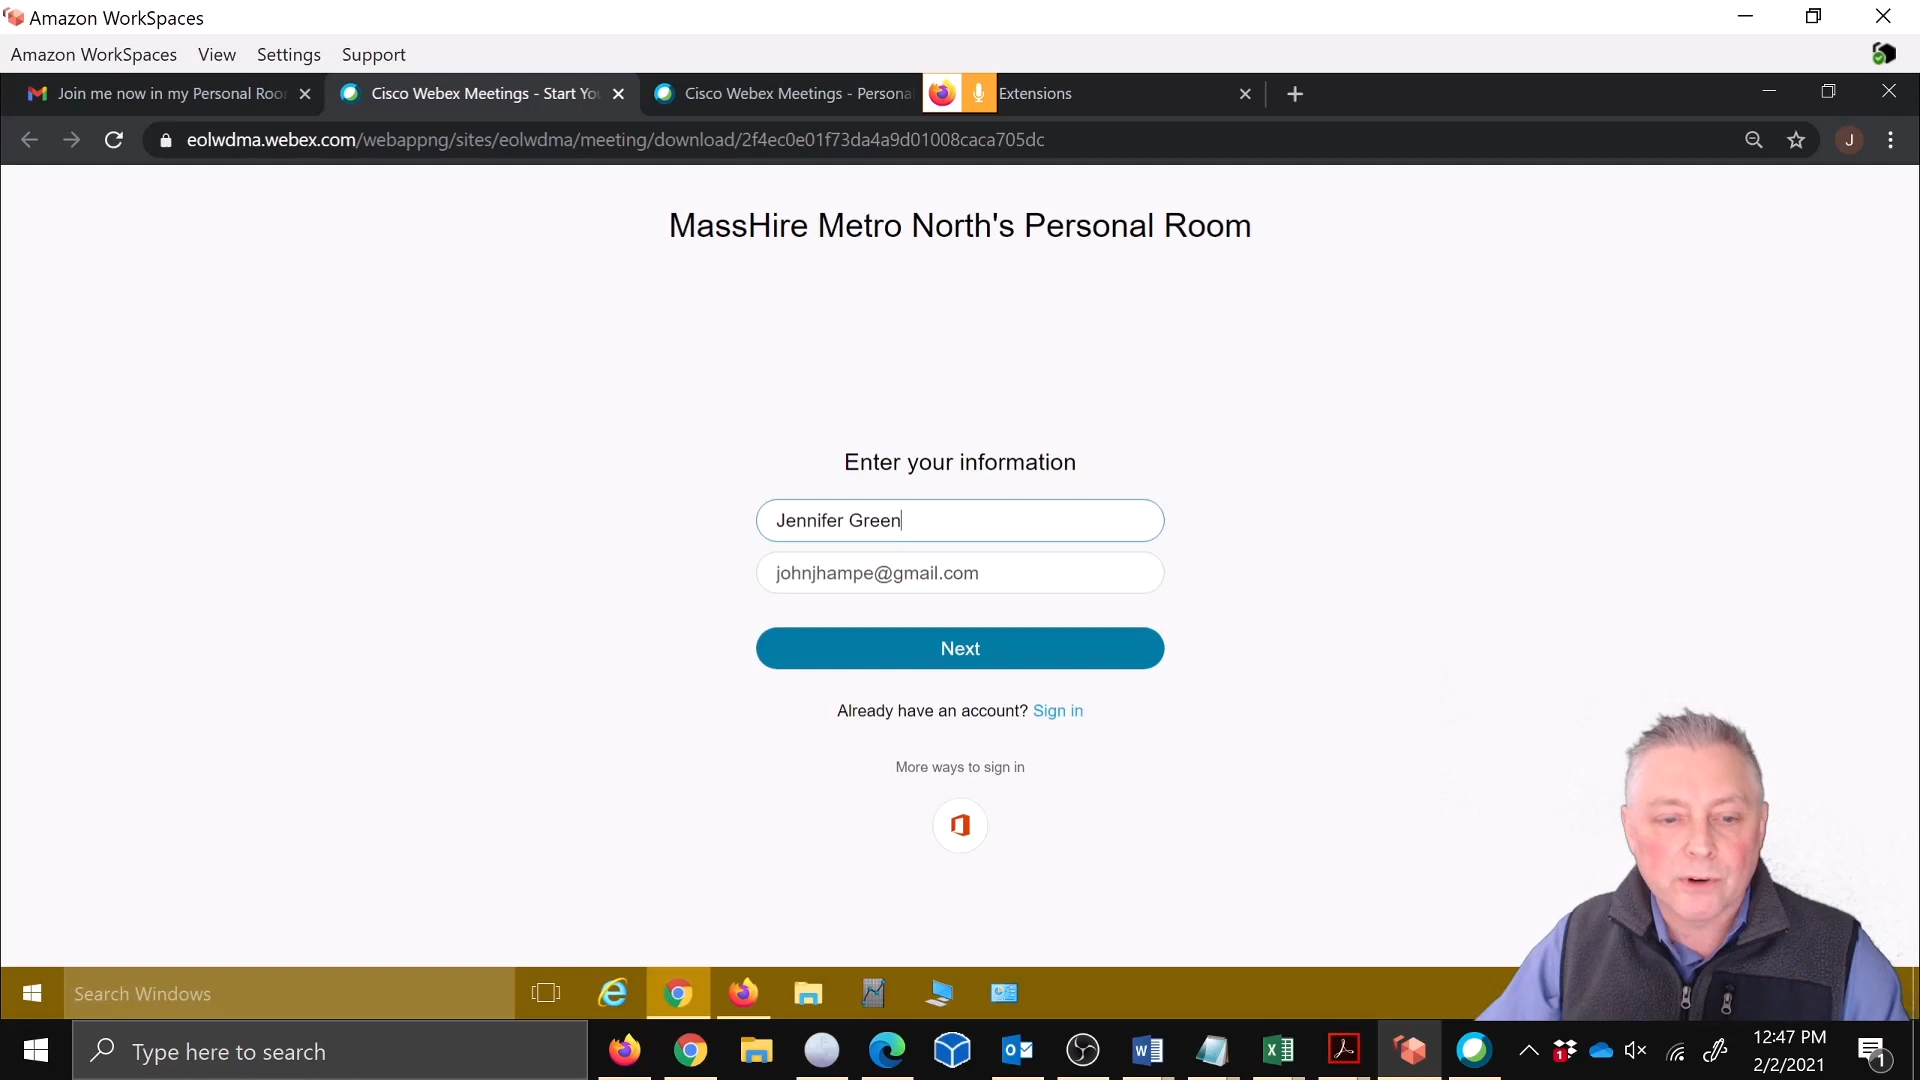 Amazon WorkSpaces
Amazon WorkSpaces View Settings Support
Join me now in my Personal Roo
Cisco Webex Meetings - Start Yo
Cisco Webex Meetings - Persona
Extensions
eolwdma.webex.com/webappng/sites/eolwdma/meeting/download/2f4ec0e01f73da4a9d01008caca705dc
J
MassHire Metro North's Personal Room
Enter your information
Jennifer Green
johnjhampe@gmail.com
Next
Already have an account? Sign in
More ways to sign in
Search Windows
Type here to search
12:47 PM
2/2/2021
1
1